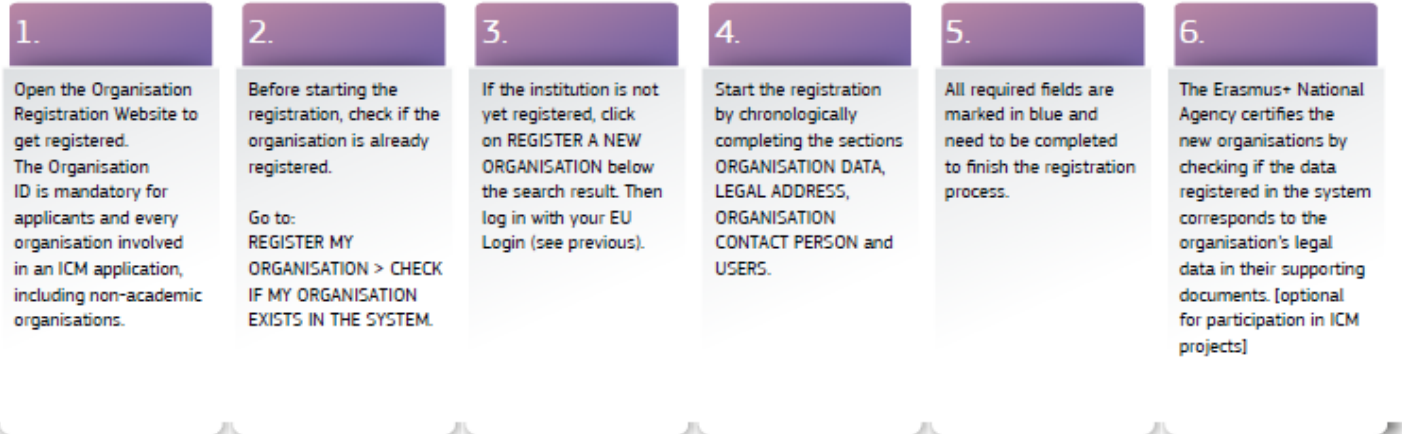 1.
Open the Organisation
Registration Website to
get registered.
The Organisation
ID is mandatory for
applicants and every
organisation involved
in an ICM application,
including non-academic
organisations.
2.
Before starting the
registration, check if the
organisation is already
registered.
Go to:
REGISTER MY
ORGANISATION > CHECK
IF MY ORGANISATION
EXISTS IN THE SYSTEM.
3.
If the institution is not
yet registered, click
on REGISTER A NEW
ORGANISATION below
the search result. Then
log in with your EU
Login (see previous).
4.
Start the registration
by chronologically
completing the sections
ORGANISATION DATA,
LEGAL ADDRESS,
ORGANISATION
CONTACT PERSON and
USERS.
5.
All required fields are
marked in blue and
need to be completed
to finish the registration
process.
6.
The Erasmus+ National
Agency certifies the
new organisations by
checking if the data
registered in the system
corresponds to the
organisation's legal
data in their supporting
documents. [optional
for participation in ICM
projects]